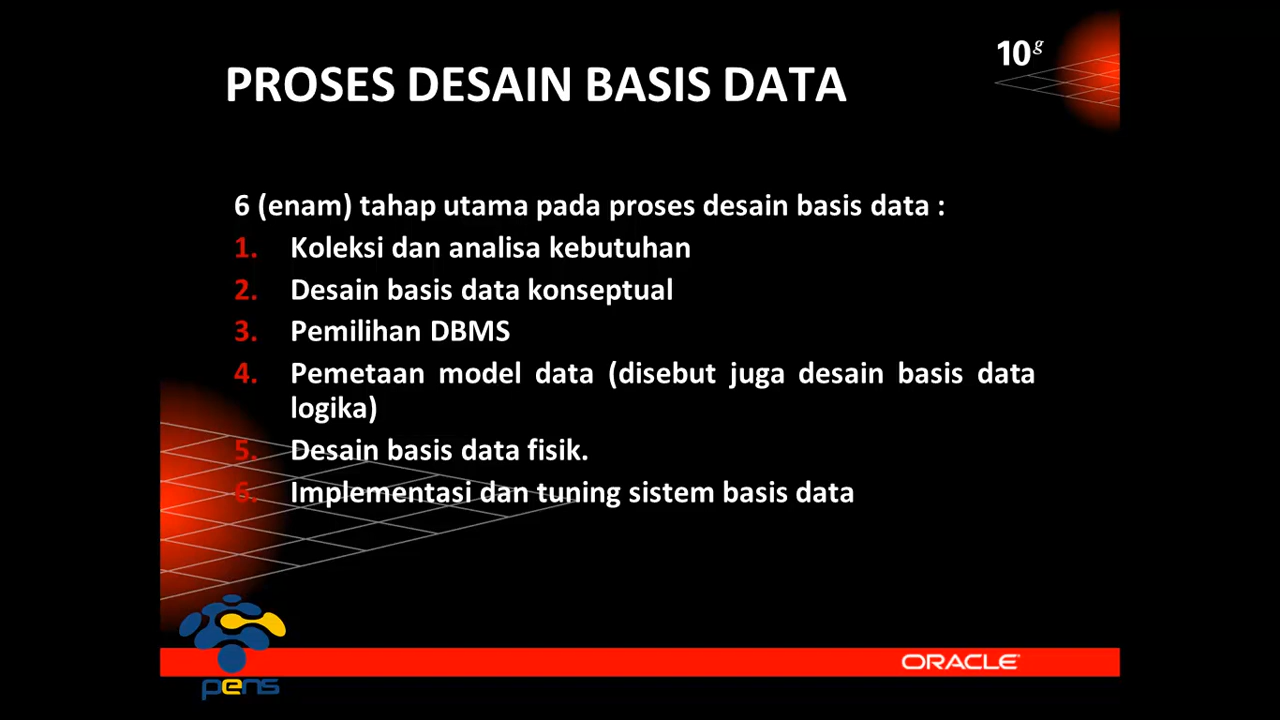 10g
PROSES DESAIN BASIS DATA
6 (enam) tahap utama pada proses desain basis data :
1. Koleksi dan analisa kebutuhan
2. Desain basis data konseptual
3. Pemilihan DBMS
4. Pemetaan model data (disebut juga desain basis data
logika)
5. Desain basis data fisik.
6. Implementasi dan tuning sistem basis data
ORACLE
pens